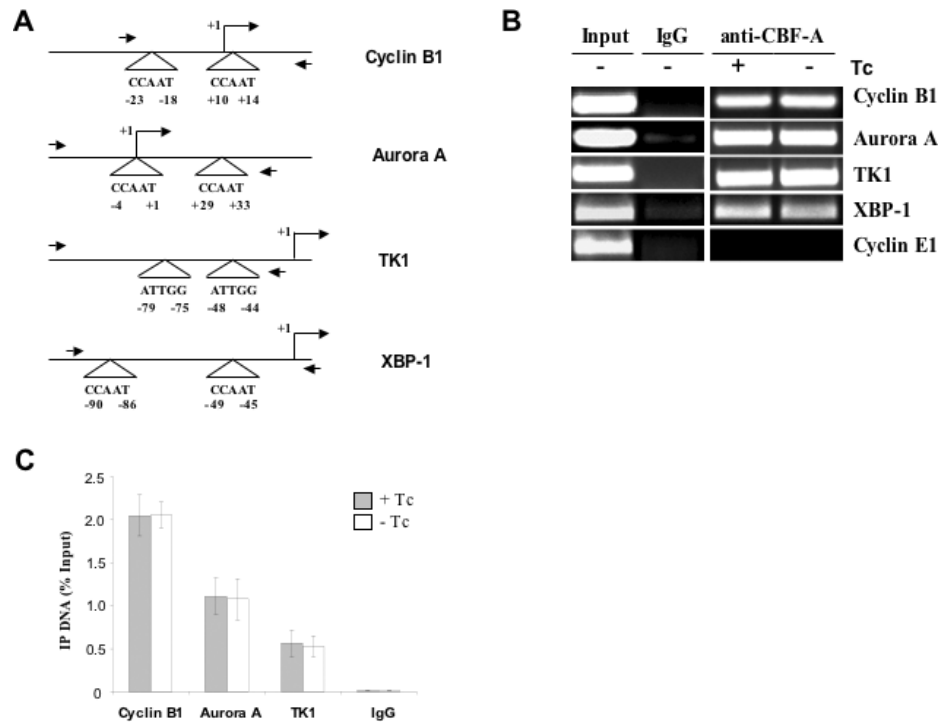 A
+1
Cyclin B1
CCAAT CCAAT
-23 -18 +10 +14
+1
Aurora A
CCAAT CCAAT
-4 +1 +29 +33
+1
TK1
ATTGG ATTGG
-79 -75 -48 -44
+1
XBP-1
CCAAT CCAAT
-90 -86 -49 -45
B
Input IgG anti-CBF-A
- - + - Tc
Cyclin B1
Aurora A
TK1
XBP-1
Cyclin E1
C
IP DNA (% Input)
2.5
2.0
1.5
1.0
0.5
0
+ Tc
- Tc
Cyclin B1 Aurora A TK1 IgG